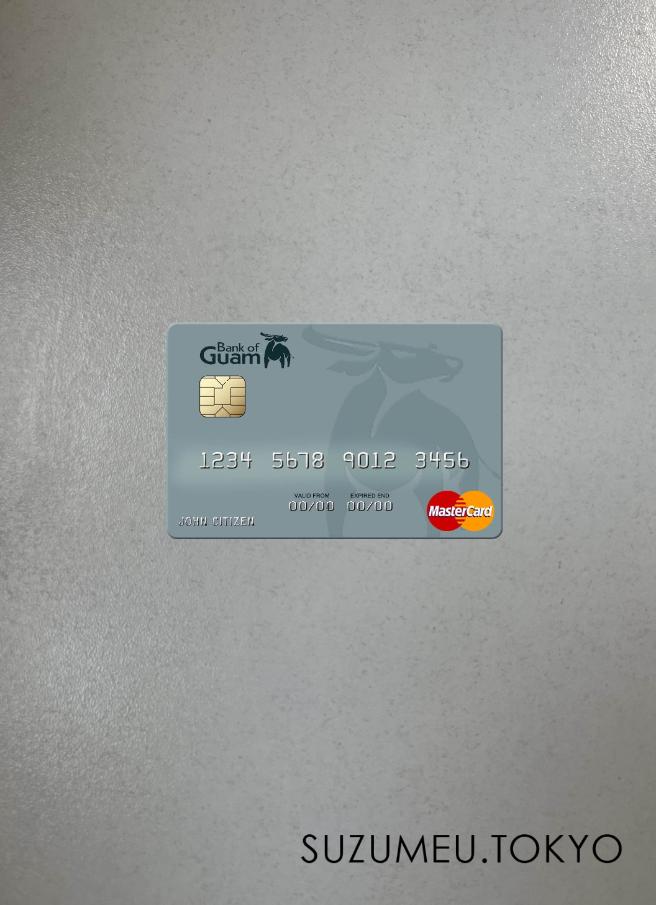 Bank of
Guam
1234 5678 9012 3456
VALID FROM EXPIRED END
00/00 00/00
JOHN CITIZEN
MasterCard
SUZUMEU.TOKYO